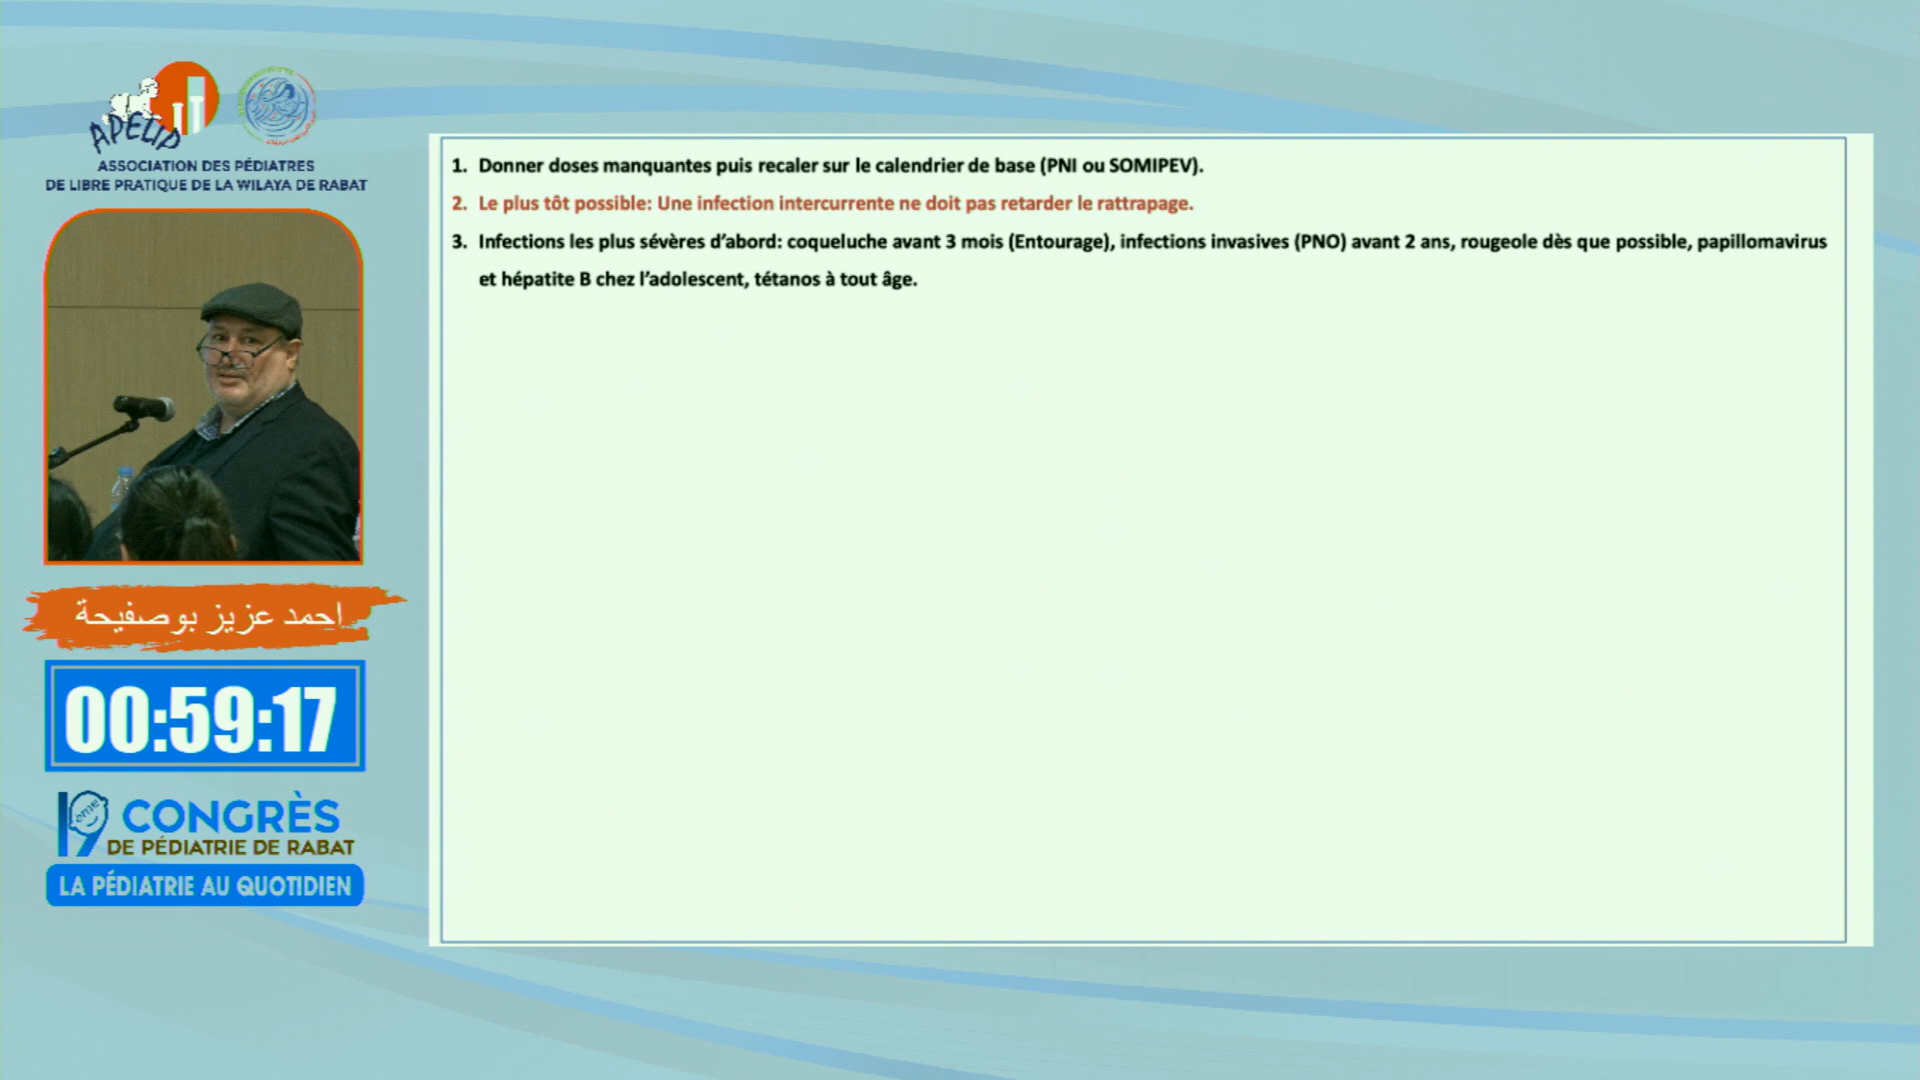 APELIP
ASSOCIATION DES PÉDIATRES
DE LIBRE PRATIQUE DE LA WILAYA DE RABAT
احمد عزيز بوصفيحة
00:59:17
19 ème CONGRÈS
DE PÉDIATRIE DE RABAT
LA PÉDIATRIE AU QUOTIDIEN
1. Donner doses manquantes puis recaler sur le calendrier de base (PNI ou SOMIPEV).
2. Le plus tôt possible: Une infection intercurrente ne doit pas retarder le rattrapage.
3. Infections les plus sévères d’abord: coqueluche avant 3 mois (Entourage), infections invasives (PNO) avant 2 ans, rougeole dès que possible, papillomavirus
et hépatite B chez l’adolescent, tétanos à tout âge.